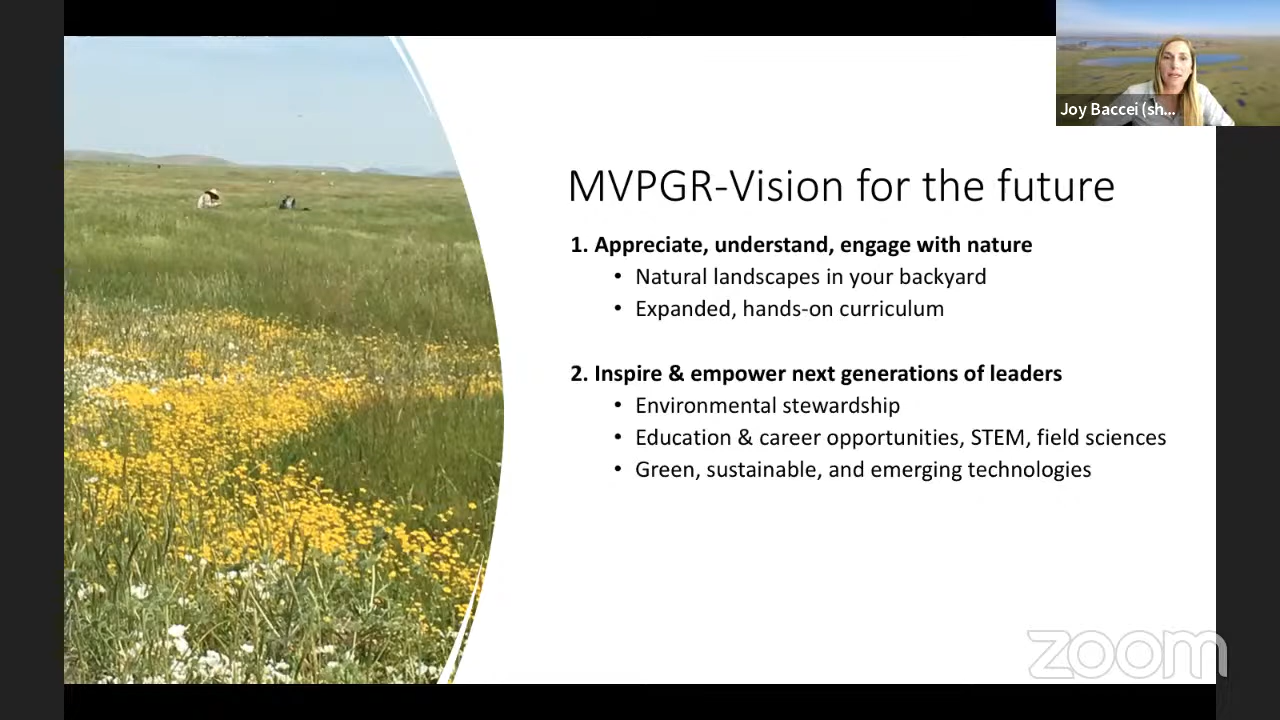 Joy Baccei (sh...
MVPGR-Vision for the future
1. Appreciate, understand, engage with nature
• Natural landscapes in your backyard
• Expanded, hands-on curriculum
2. Inspire & empower next generations of leaders
• Environmental stewardship
• Education & career opportunities, STEM, field sciences
• Green, sustainable, and emerging technologies
zoom